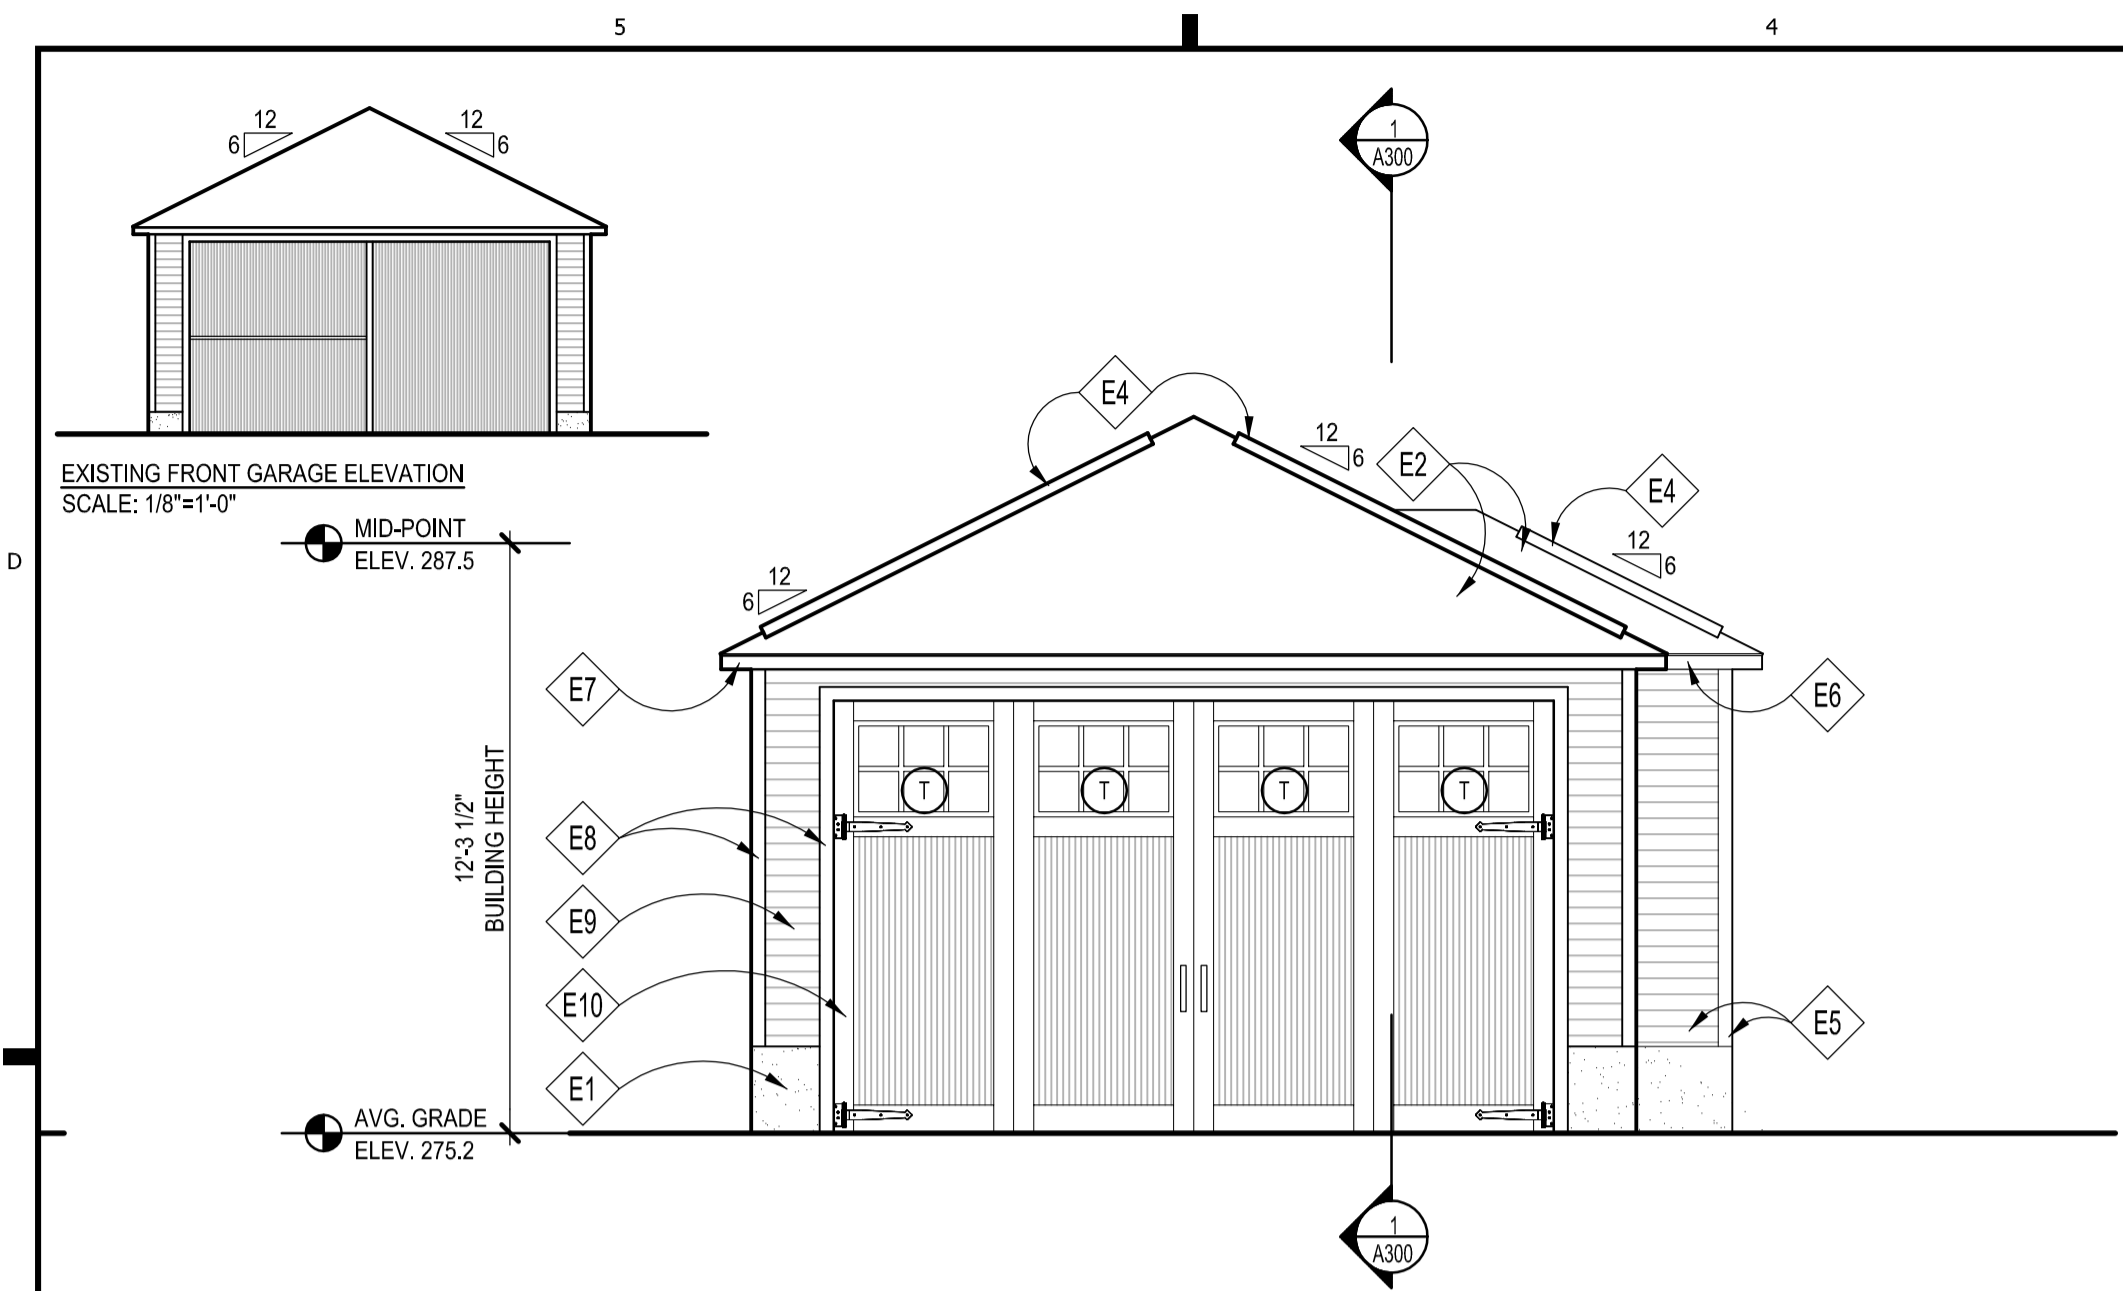 5
4
D
12
6
12
6
EXISTING FRONT GARAGE ELEVATION
SCALE: 1/8"=1'-0"
1
A300
MID-POINT
ELEV. 287.5
E4
12
6
E2
E4
12
6
12
6
E7
E6
T
T
T
T
12'-3 1/2"
BUILDING HEIGHT
E8
E9
E10
E5
E1
AVG. GRADE
ELEV. 275.2
1
A300